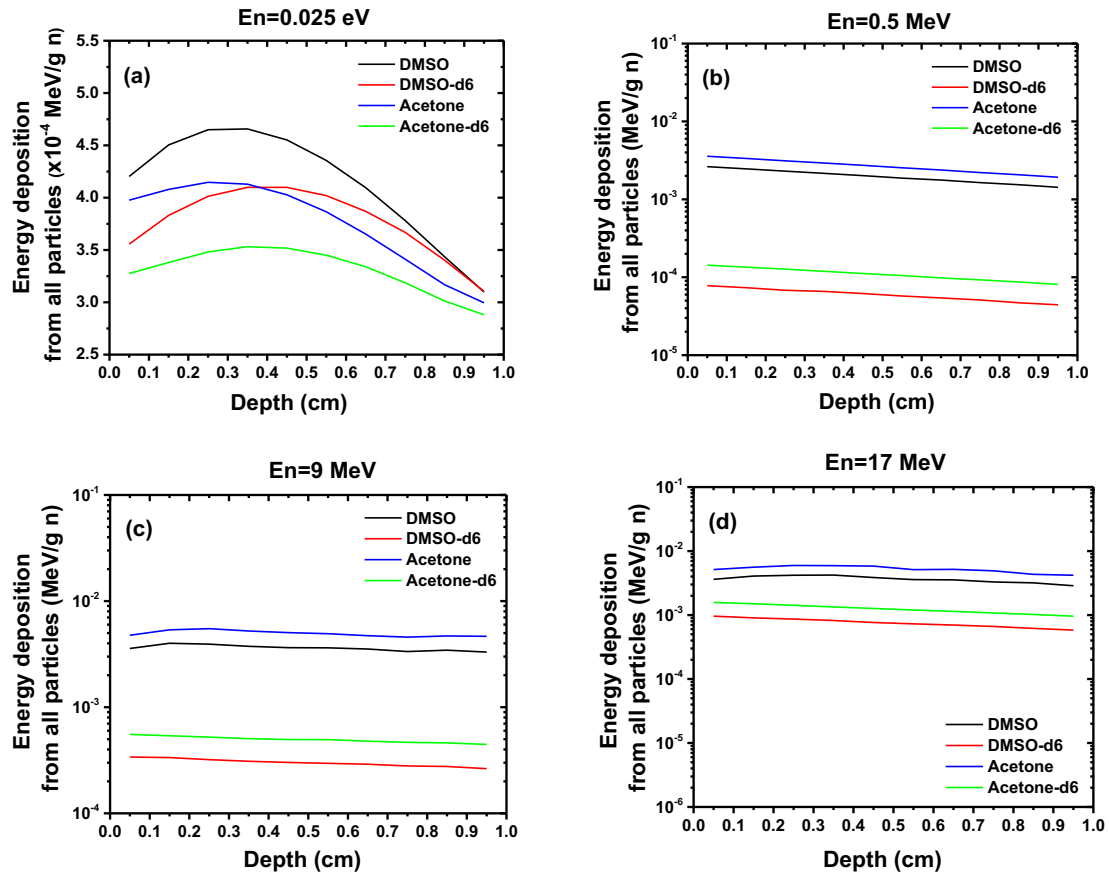 En=0.025 eV
Energy deposition
from all particles (x10⁻⁴ MeV/g n)
5.5
5.0
4.5
4.0
3.5
3.0
2.5
(a)
DMSO
DMSO-d6
Acetone
Acetone-d6
0.0 0.1 0.2 0.3 0.4 0.5 0.6 0.7 0.8 0.9 1.0
Depth (cm)
En=0.5 MeV
Energy deposition
from all particles (MeV/g n)
10⁻¹
10⁻²
10⁻³
10⁻⁴
10⁻⁵
(b)
DMSO
DMSO-d6
Acetone
Acetone-d6
0.0 0.1 0.2 0.3 0.4 0.5 0.6 0.7 0.8 0.9 1.0
Depth (cm)
En=9 MeV
Energy deposition
from all particles (MeV/g n)
10⁻¹
10⁻²
10⁻³
10⁻⁴
(c)
DMSO
DMSO-d6
Acetone
Acetone-d6
0.0 0.1 0.2 0.3 0.4 0.5 0.6 0.7 0.8 0.9 1.0
Depth (cm)
En=17 MeV
Energy deposition
from all particles (MeV/g n)
10⁻¹
10⁻²
10⁻³
10⁻⁴
10⁻⁵
10⁻⁶
(d)
DMSO
DMSO-d6
Acetone
Acetone-d6
0.0 0.1 0.2 0.3 0.4 0.5 0.6 0.7 0.8 0.9 1.0
Depth (cm)